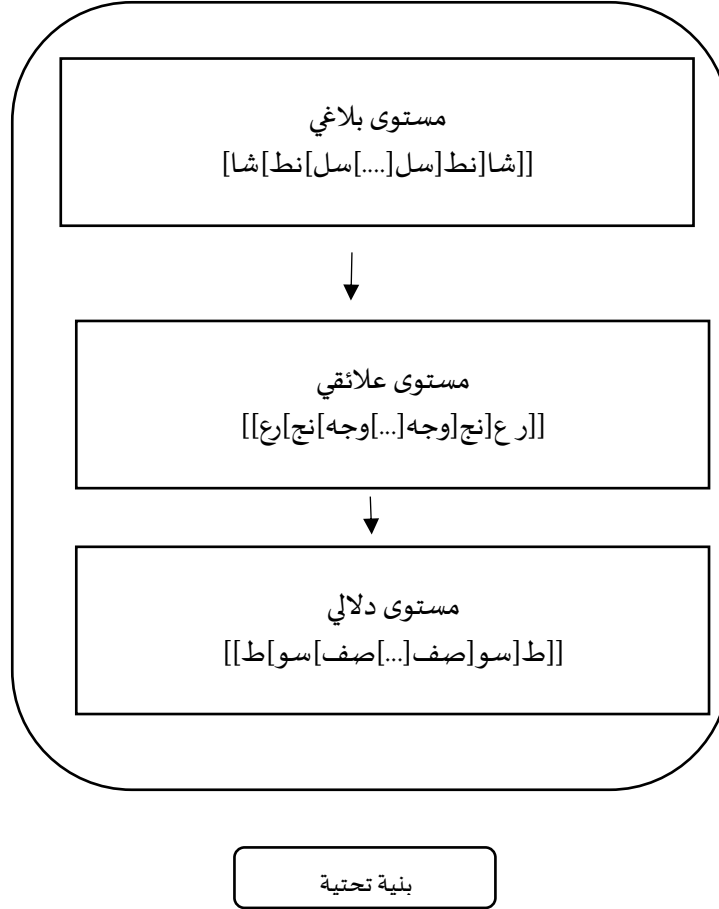 مستوى بلاغي
[[شا[نط[سل[....]سل]نط]شا]
مستوى علائقي
[[ر ع[نج[وجه[...]وجه]نج]رع]]
مستوى دلالي
[[ط[سو[صف[...]صف]سو]ط]]
بنية تحتية